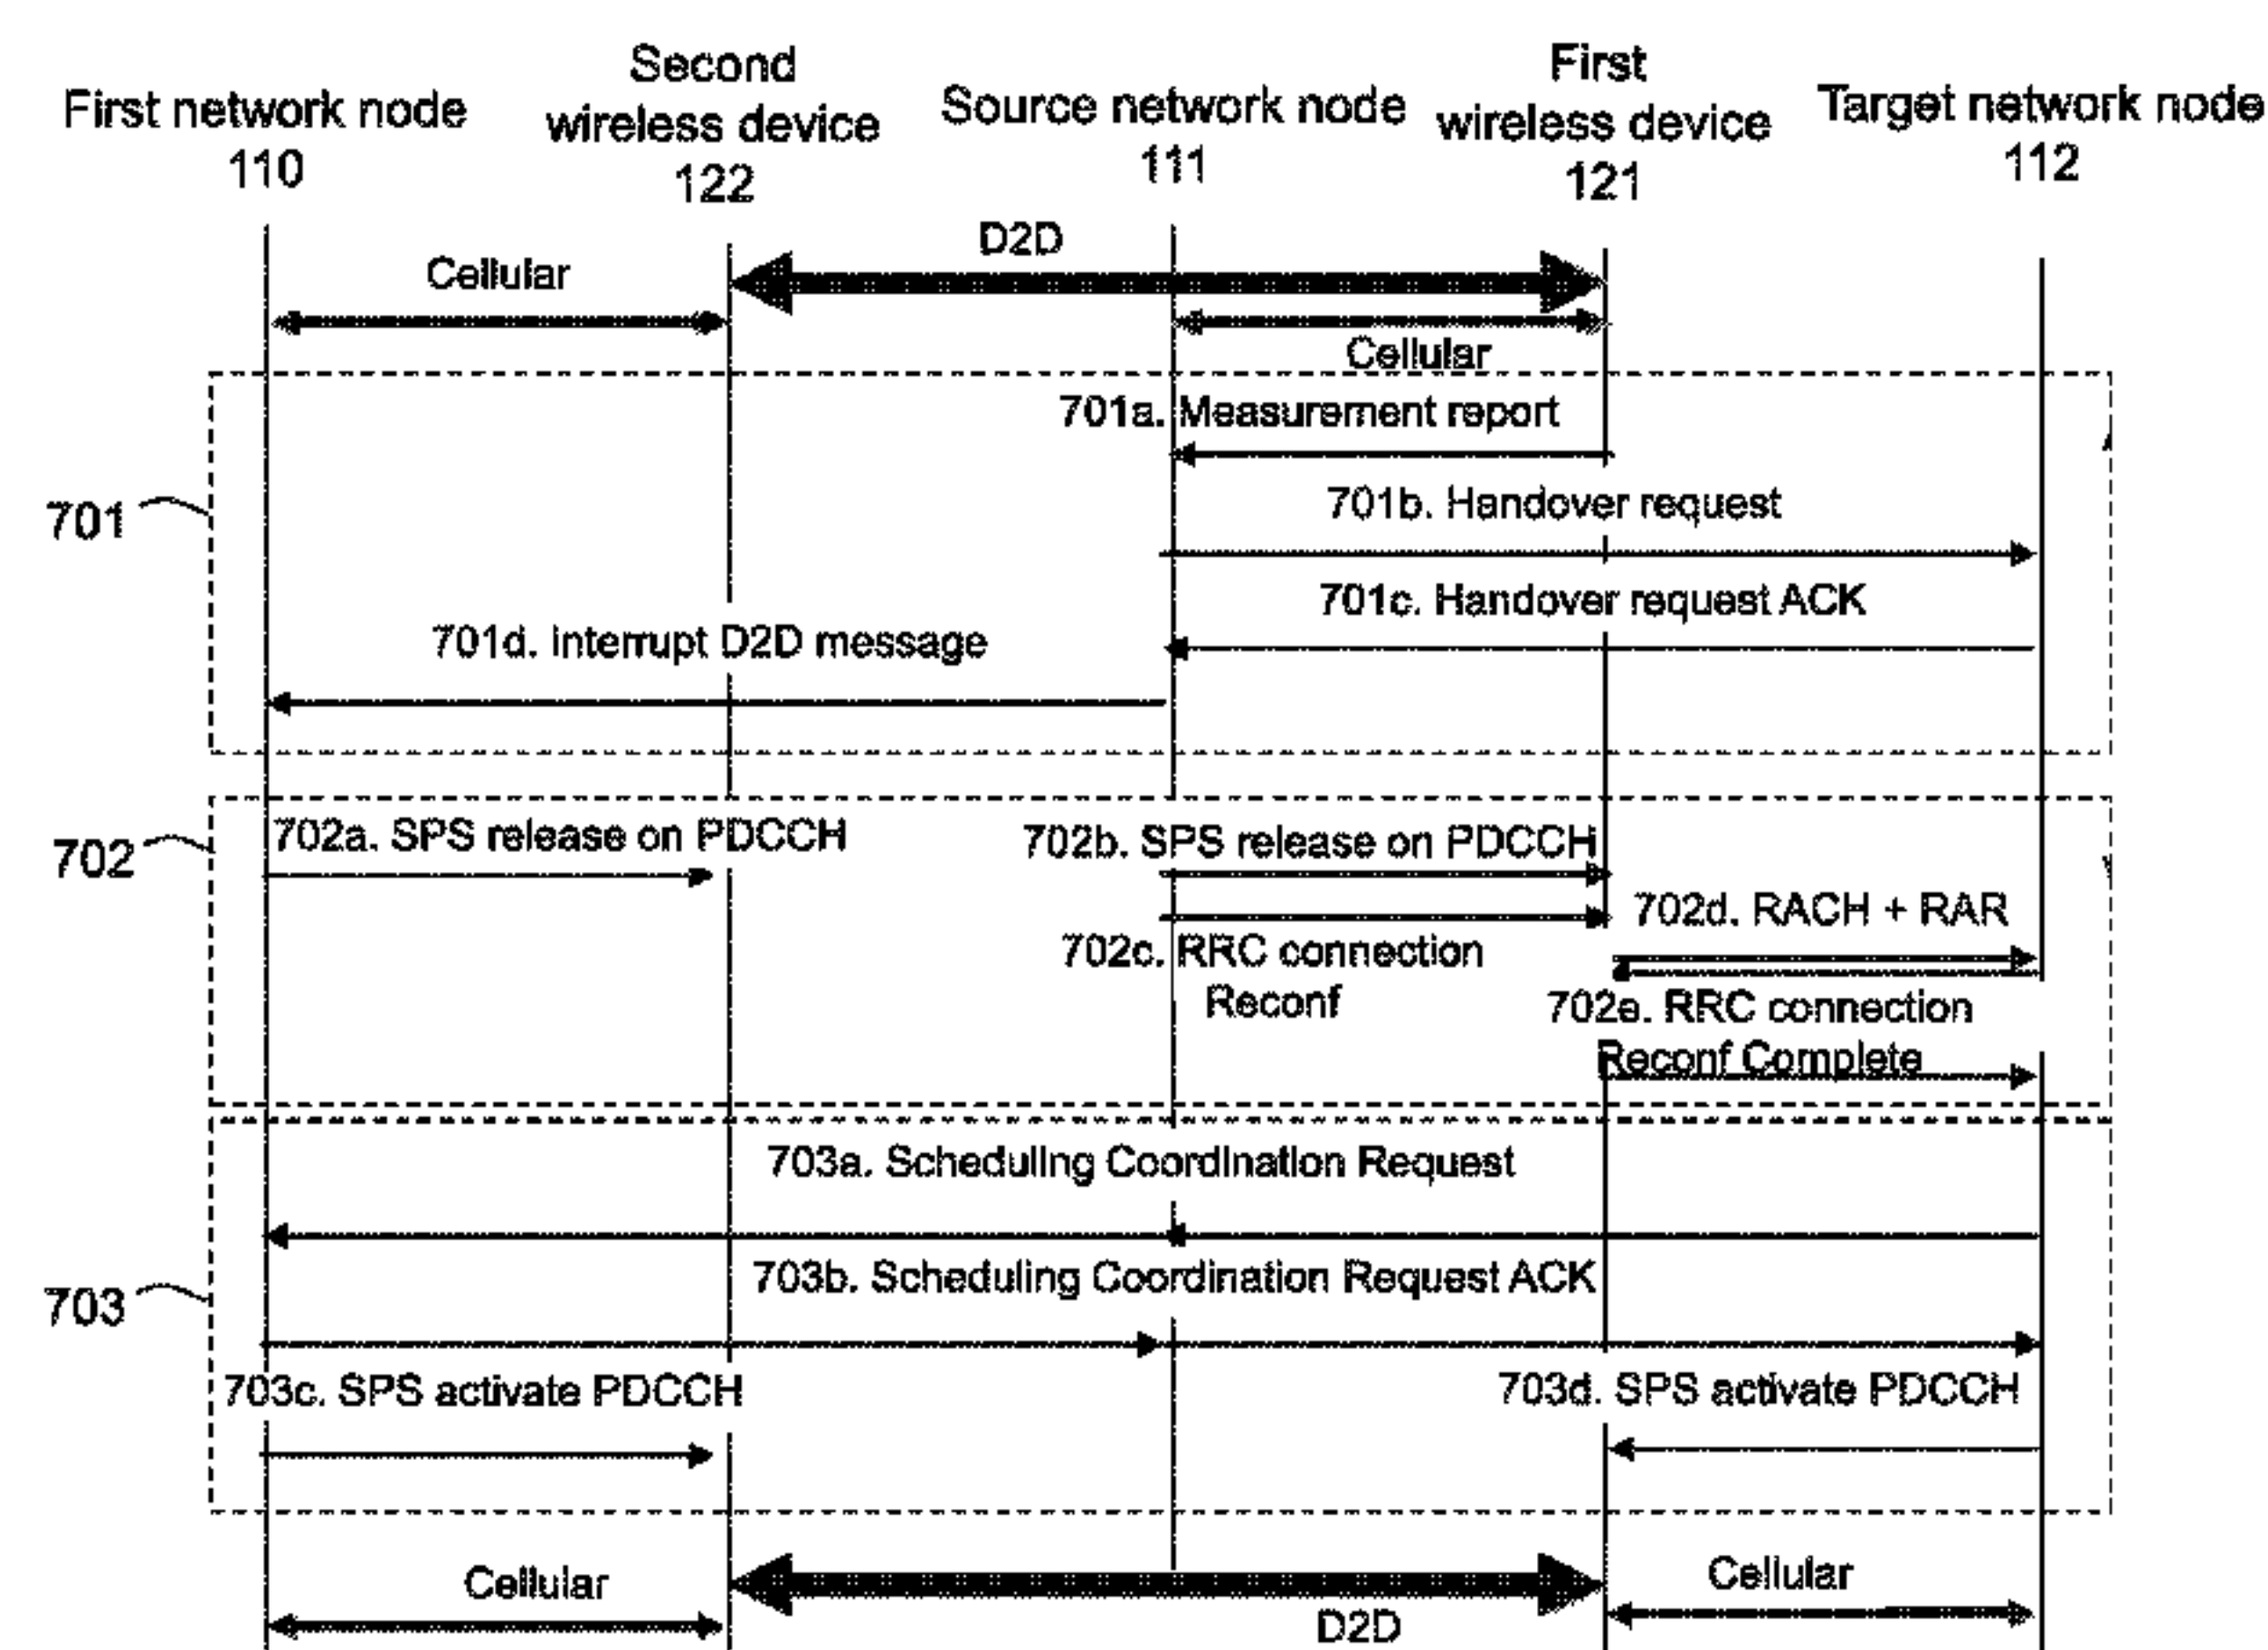 First network node
110
Second
wireless device
122
Source network node
111
First
wireless device
121
Target network node
112
D2D
Cellular
Cellular
701
701a. Measurement report
701b. Handover request
701c. Handover request ACK
701d. Interrupt D2D message
702
702a. SPS release on PDCCH
702b. SPS release on PDCCH
702c. RRC connection
Reconf
702d. RACH + RAR
702e. RRC connection
Reconf Complete
703
703a. Scheduling Coordination Request
703b. Scheduling Coordination Request ACK
703c. SPS activate PDCCH
703d. SPS activate PDCCH
Cellular
D2D
Cellular